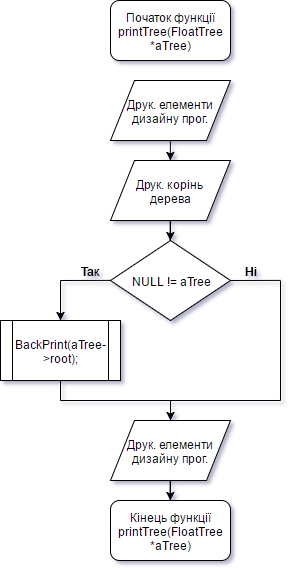 Початок функції
printTree(FloatTree
*aTree)
Друк. елементи
дизайну прог.
Друк. корінь
дерева
NULL != aTree
Так
Ні
BackPrint(aTree-
>root);
Друк. елементи
дизайну прог.
Кінець функції
printTree(FloatTree
*aTree)